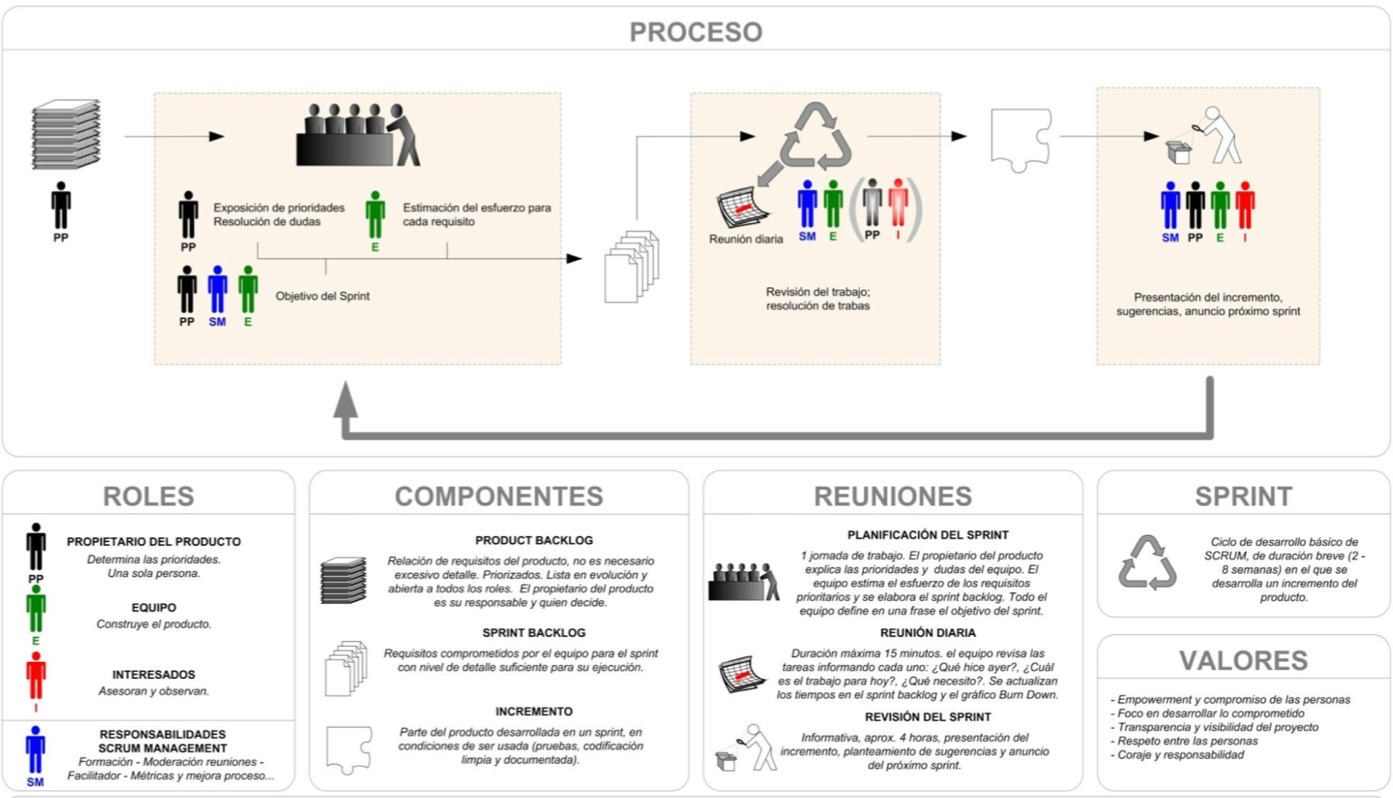 PROCESO
PP
PP
Exposición de prioridades
Resolución de dudas
E
Estimación del esfuerzo para
cada requisito
PP
SM
E
Objetivo del Sprint
Reunión diaria
SM
E
PP
I
Revisión del trabajo;
resolución de trabas
SM
PP
E
I
Presentación del incremento,
sugerencias, anuncio próximo sprint
ROLES
PP
PROPIETARIO DEL PRODUCTO
Determina las prioridades.
Una sola persona.
E
EQUIPO
Construye el producto.
I
INTERESADOS
Asesoran y observan.
SM
RESPONSABILIDADES
SCRUM MANAGEMENT
Formación - Moderación reuniones -
Facilitador - Métricas y mejora proceso...
COMPONENTES
PRODUCT BACKLOG
Relación de requisitos del producto, no es necesario
excesivo detalle. Priorizados. Lista en evolución y
abierta a todos los roles. El propietario del producto
es su responsable y quien decide.
SPRINT BACKLOG
Requisitos comprometidos por el equipo para el sprint
con nivel de detalle suficiente para su ejecución.
INCREMENTO
Parte del producto desarrollada en un sprint, en
condiciones de ser usada (pruebas, codificación
limpia y documentada).
REUNIONES
PLANIFICACIÓN DEL SPRINT
1 jornada de trabajo. El propietario del producto
explica las prioridades y dudas del equipo. El
equipo estima el esfuerzo de los requisitos
prioritarios y se elabora el sprint backlog. Todo el
equipo define en una frase el objetivo del sprint.
REUNIÓN DIARIA
Duración máxima 15 minutos. el equipo revisa las
tareas informando cada uno: ¿Qué hice ayer?, ¿Cuál
es el trabajo para hoy?, ¿Qué necesito?. Se actualizan
los tiempos en el sprint backlog y el gráfico Burn Down.
REVISIÓN DEL SPRINT
Informativa, aprox. 4 horas, presentación del
incremento, planteamiento de sugerencias y anuncio
del próximo sprint.
SPRINT
Ciclo de desarrollo básico de
SCRUM, de duración breve (2 -
8 semanas) en el que se
desarrolla un incremento del
producto.
VALORES
- Empowerment y compromiso de las personas
- Foco en desarrollar lo comprometido
- Transparencia y visibilidad del proyecto
- Respeto entre las personas
- Coraje y responsabilidad